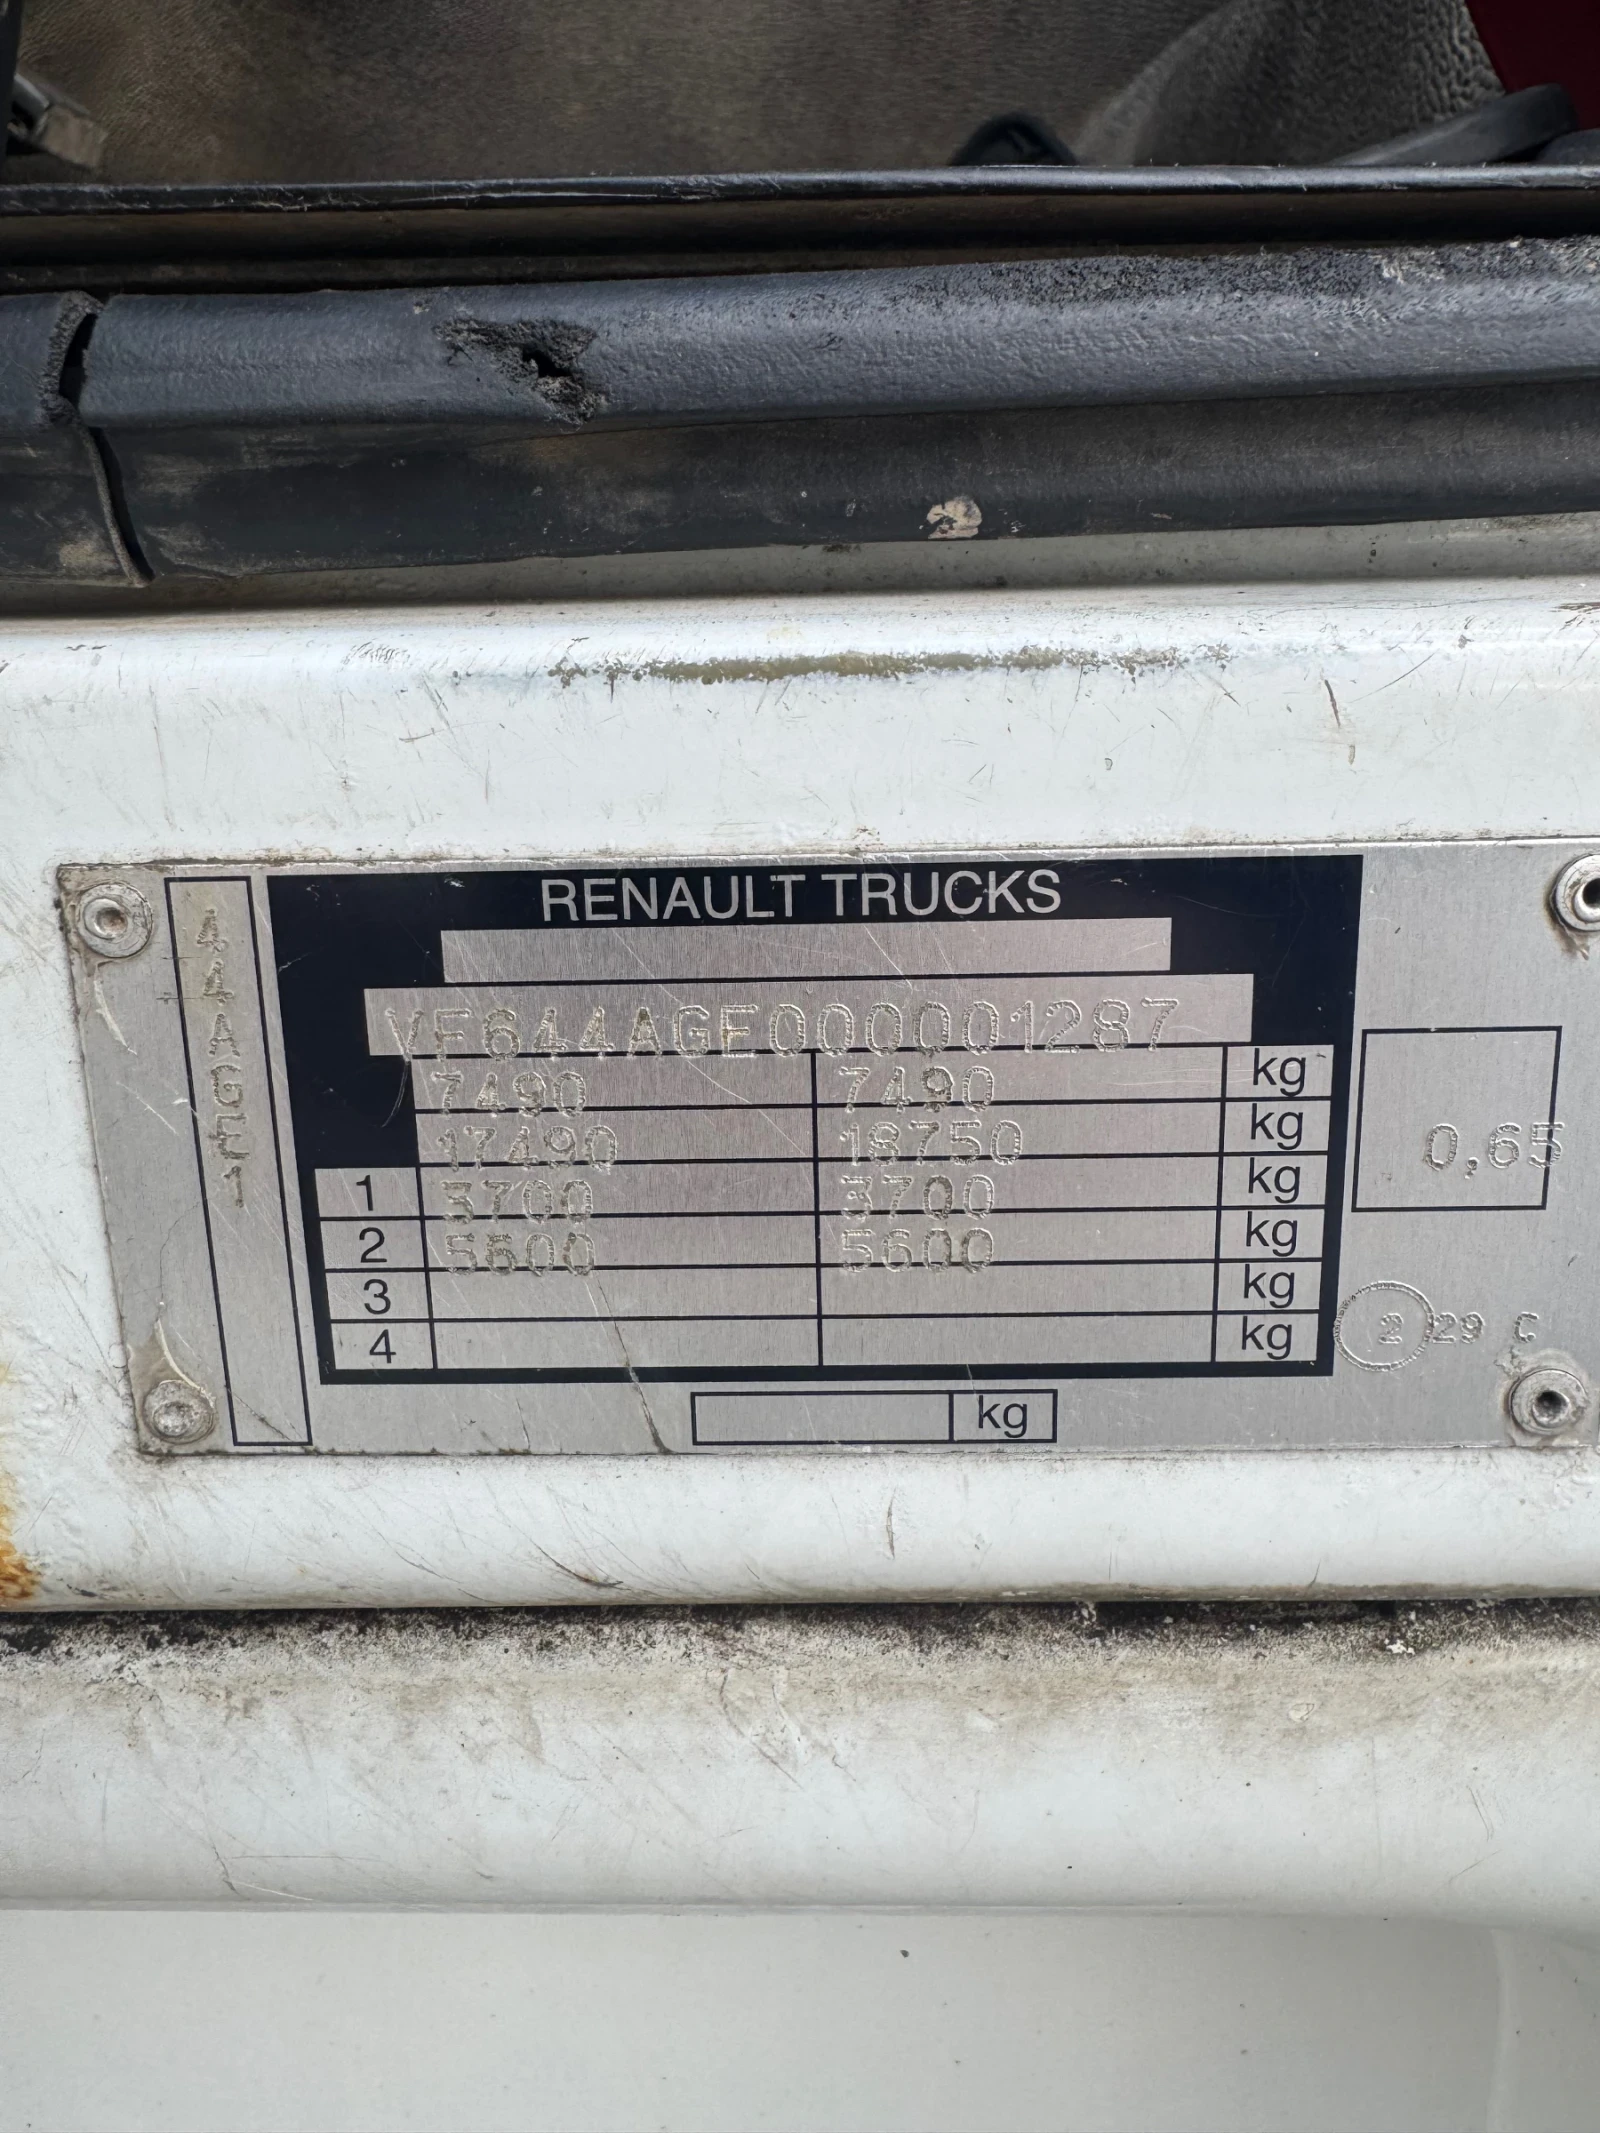 RENAULT TRUCKS
VF644AGE000001287
7490 7490 kg
17490 18750 kg
1 3700 3700 kg
2 5600 5600 kg
3 kg
4 kg
kg
44AGE1
0,65
2 29 C